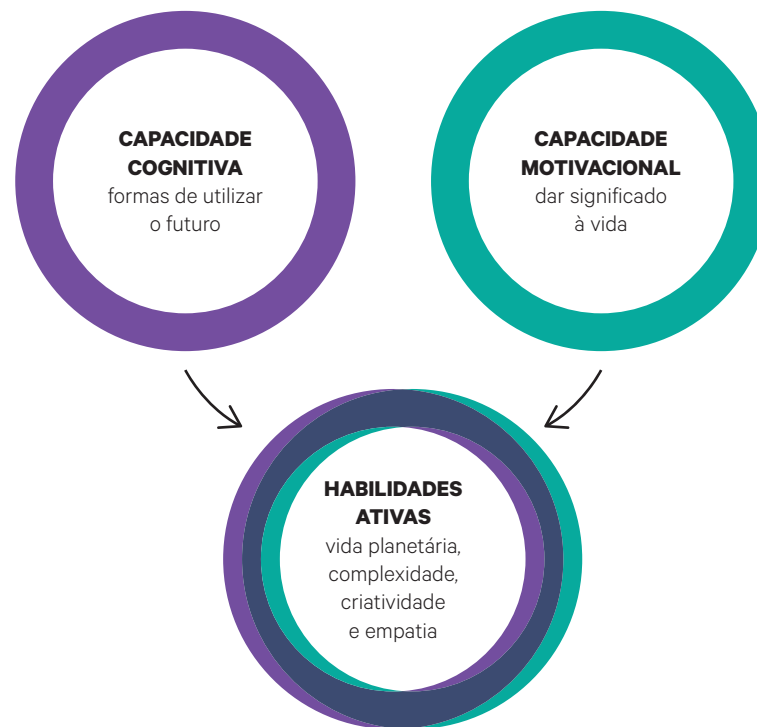 CAPACIDADE
COGNITIVA
formas de utilizar
o futuro
CAPACIDADE
MOTIVACIONAL
dar significado
à vida
HABILIDADES
ATIVAS
vida planetária,
complexidade,
criatividade
e empatia